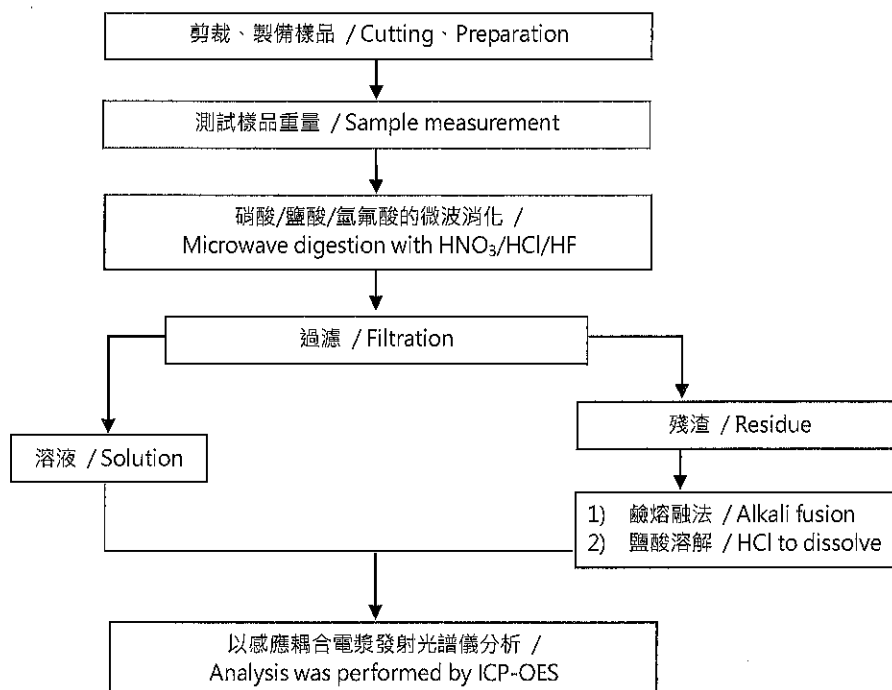 剪裁、製備樣品 / Cutting、Preparation
測試樣品重量 / Sample measurement
硝酸/鹽酸/氫氟酸的微波消化 /
Microwave digestion with HNO₃/HCl/HF
過濾 / Filtration
溶液 / Solution
殘渣 / Residue
1) 鹼熔融法 / Alkali fusion
2) 鹽酸溶解 / HCl to dissolve
以感應耦合電漿發射光譜儀分析 /
Analysis was performed by ICP-OES